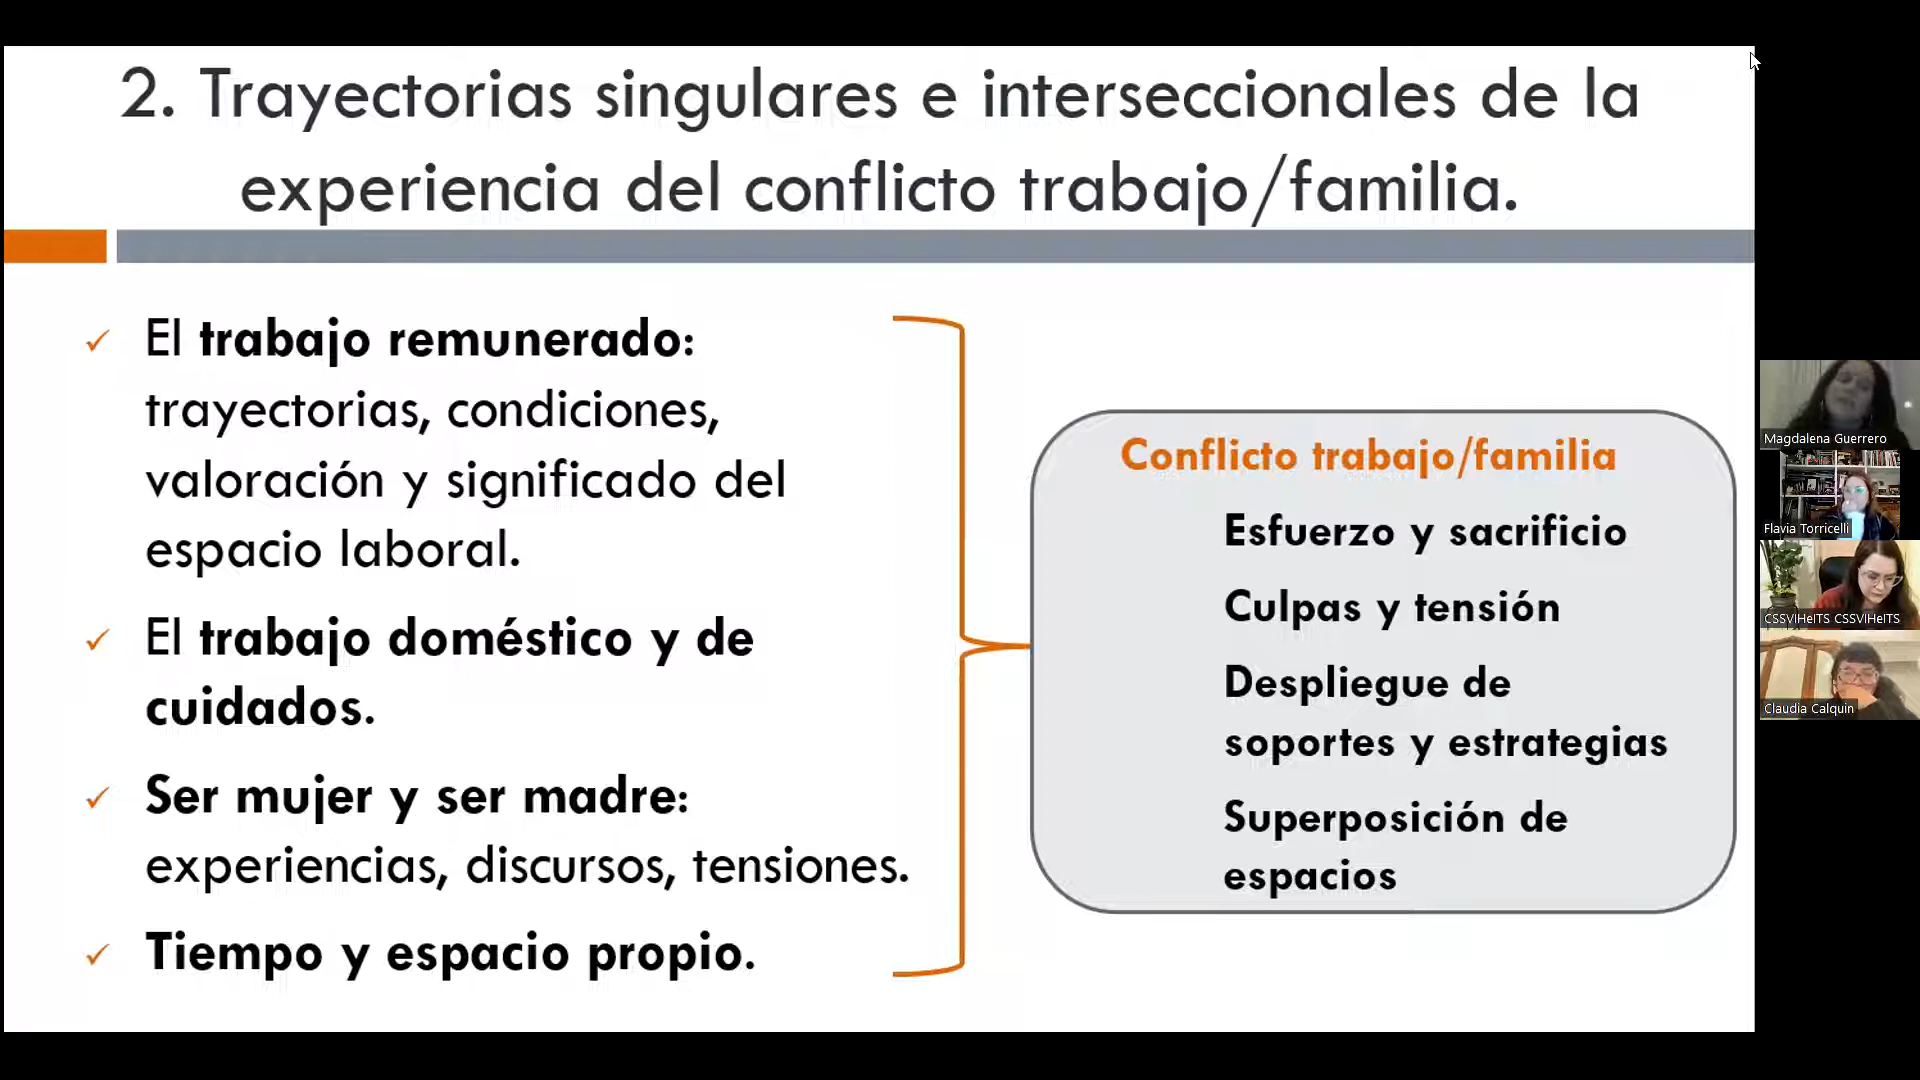 2. Trayectorias singulares e interseccionales de la
experiencia del conflicto trabajo/familia.
✓ El trabajo remunerado:
trayectorias, condiciones,
valoración y significado del
espacio laboral.
✓ El trabajo doméstico y de
cuidados.
✓ Ser mujer y ser madre:
experiencias, discursos, tensiones.
✓ Tiempo y espacio propio.
Conflicto trabajo/familia
Esfuerzo y sacrificio
Culpas y tensión
Despliegue de
soportes y estrategias
Superposición de
espacios
Magdalena Guerrero
Flavia Torricelli
CSSVIHeITS CSSVIHeITS
Claudia Calquin